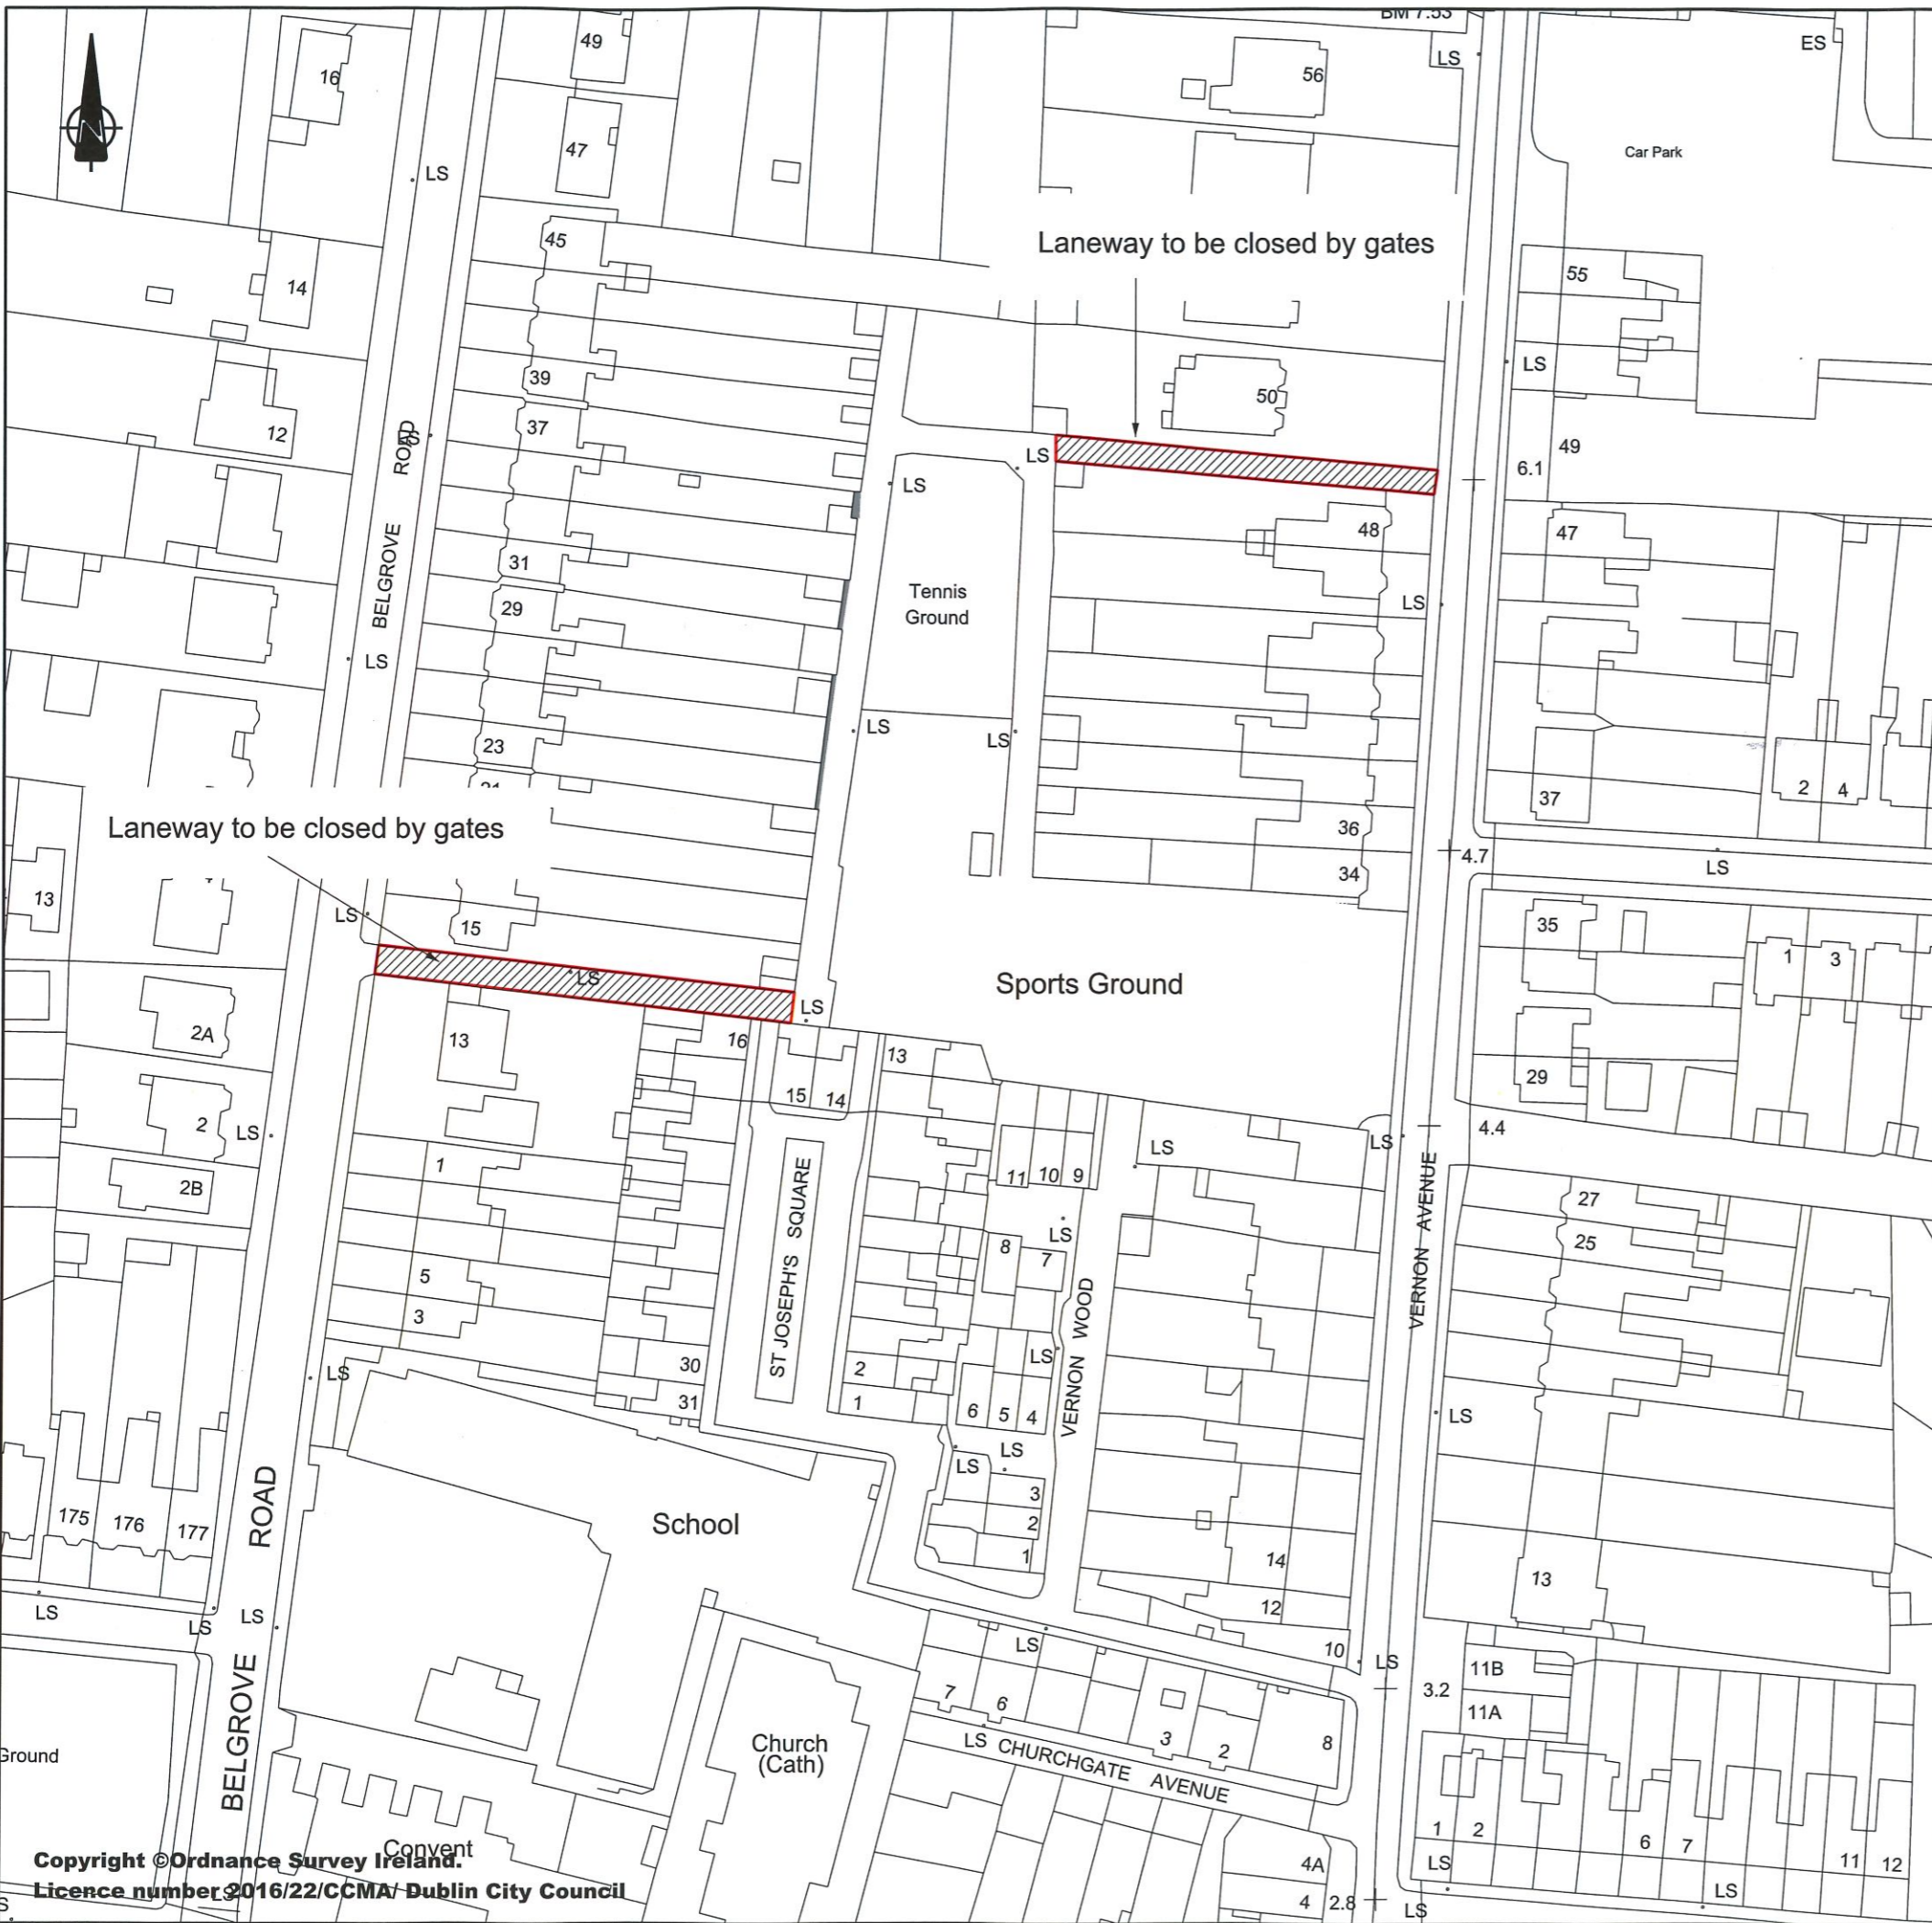 BM 7.53
49
LS
ES
16
56
N
47
Car Park
LS
45
Laneway to be closed by gates
14
55
39
LS
50
12
37
ROAD
49
LS
6.1
LS
48
47
31
BELGROVE
Tennis
Ground
LS
29
LS
LS
LS
23
2
4
37
Laneway to be closed by gates
36
4.7
LS
34
13
LS
15
35
1
3
LS
Sports Ground
LS
2A
13
16
13
29
15
14
2
LS
LS
LS
4.4
1
2B
11
10
9
ST JOSEPH'S SQUARE
VERNON AVENUE
27
LS
25
8
7
5
3
VERNON WOOD
30
LS
2
LS
31
1
6
5
4
LS
LS
LS
175
176
177
ROAD
School
3
2
1
14
13
LS
LS
LS
12
LS
10
LS
11B
3.2
11A
7
6
BELGROVE
Church
(Cath)
3
2
8
LS
CHURCHGATE AVENUE
Ground
1
2
6
7
11
12
Convent
LS
4A
Copyright ©Ordnance Survey Ireland.
Licence number 2016/22/CCMA/ Dublin City Council
LS
LS
4
2.8
LS